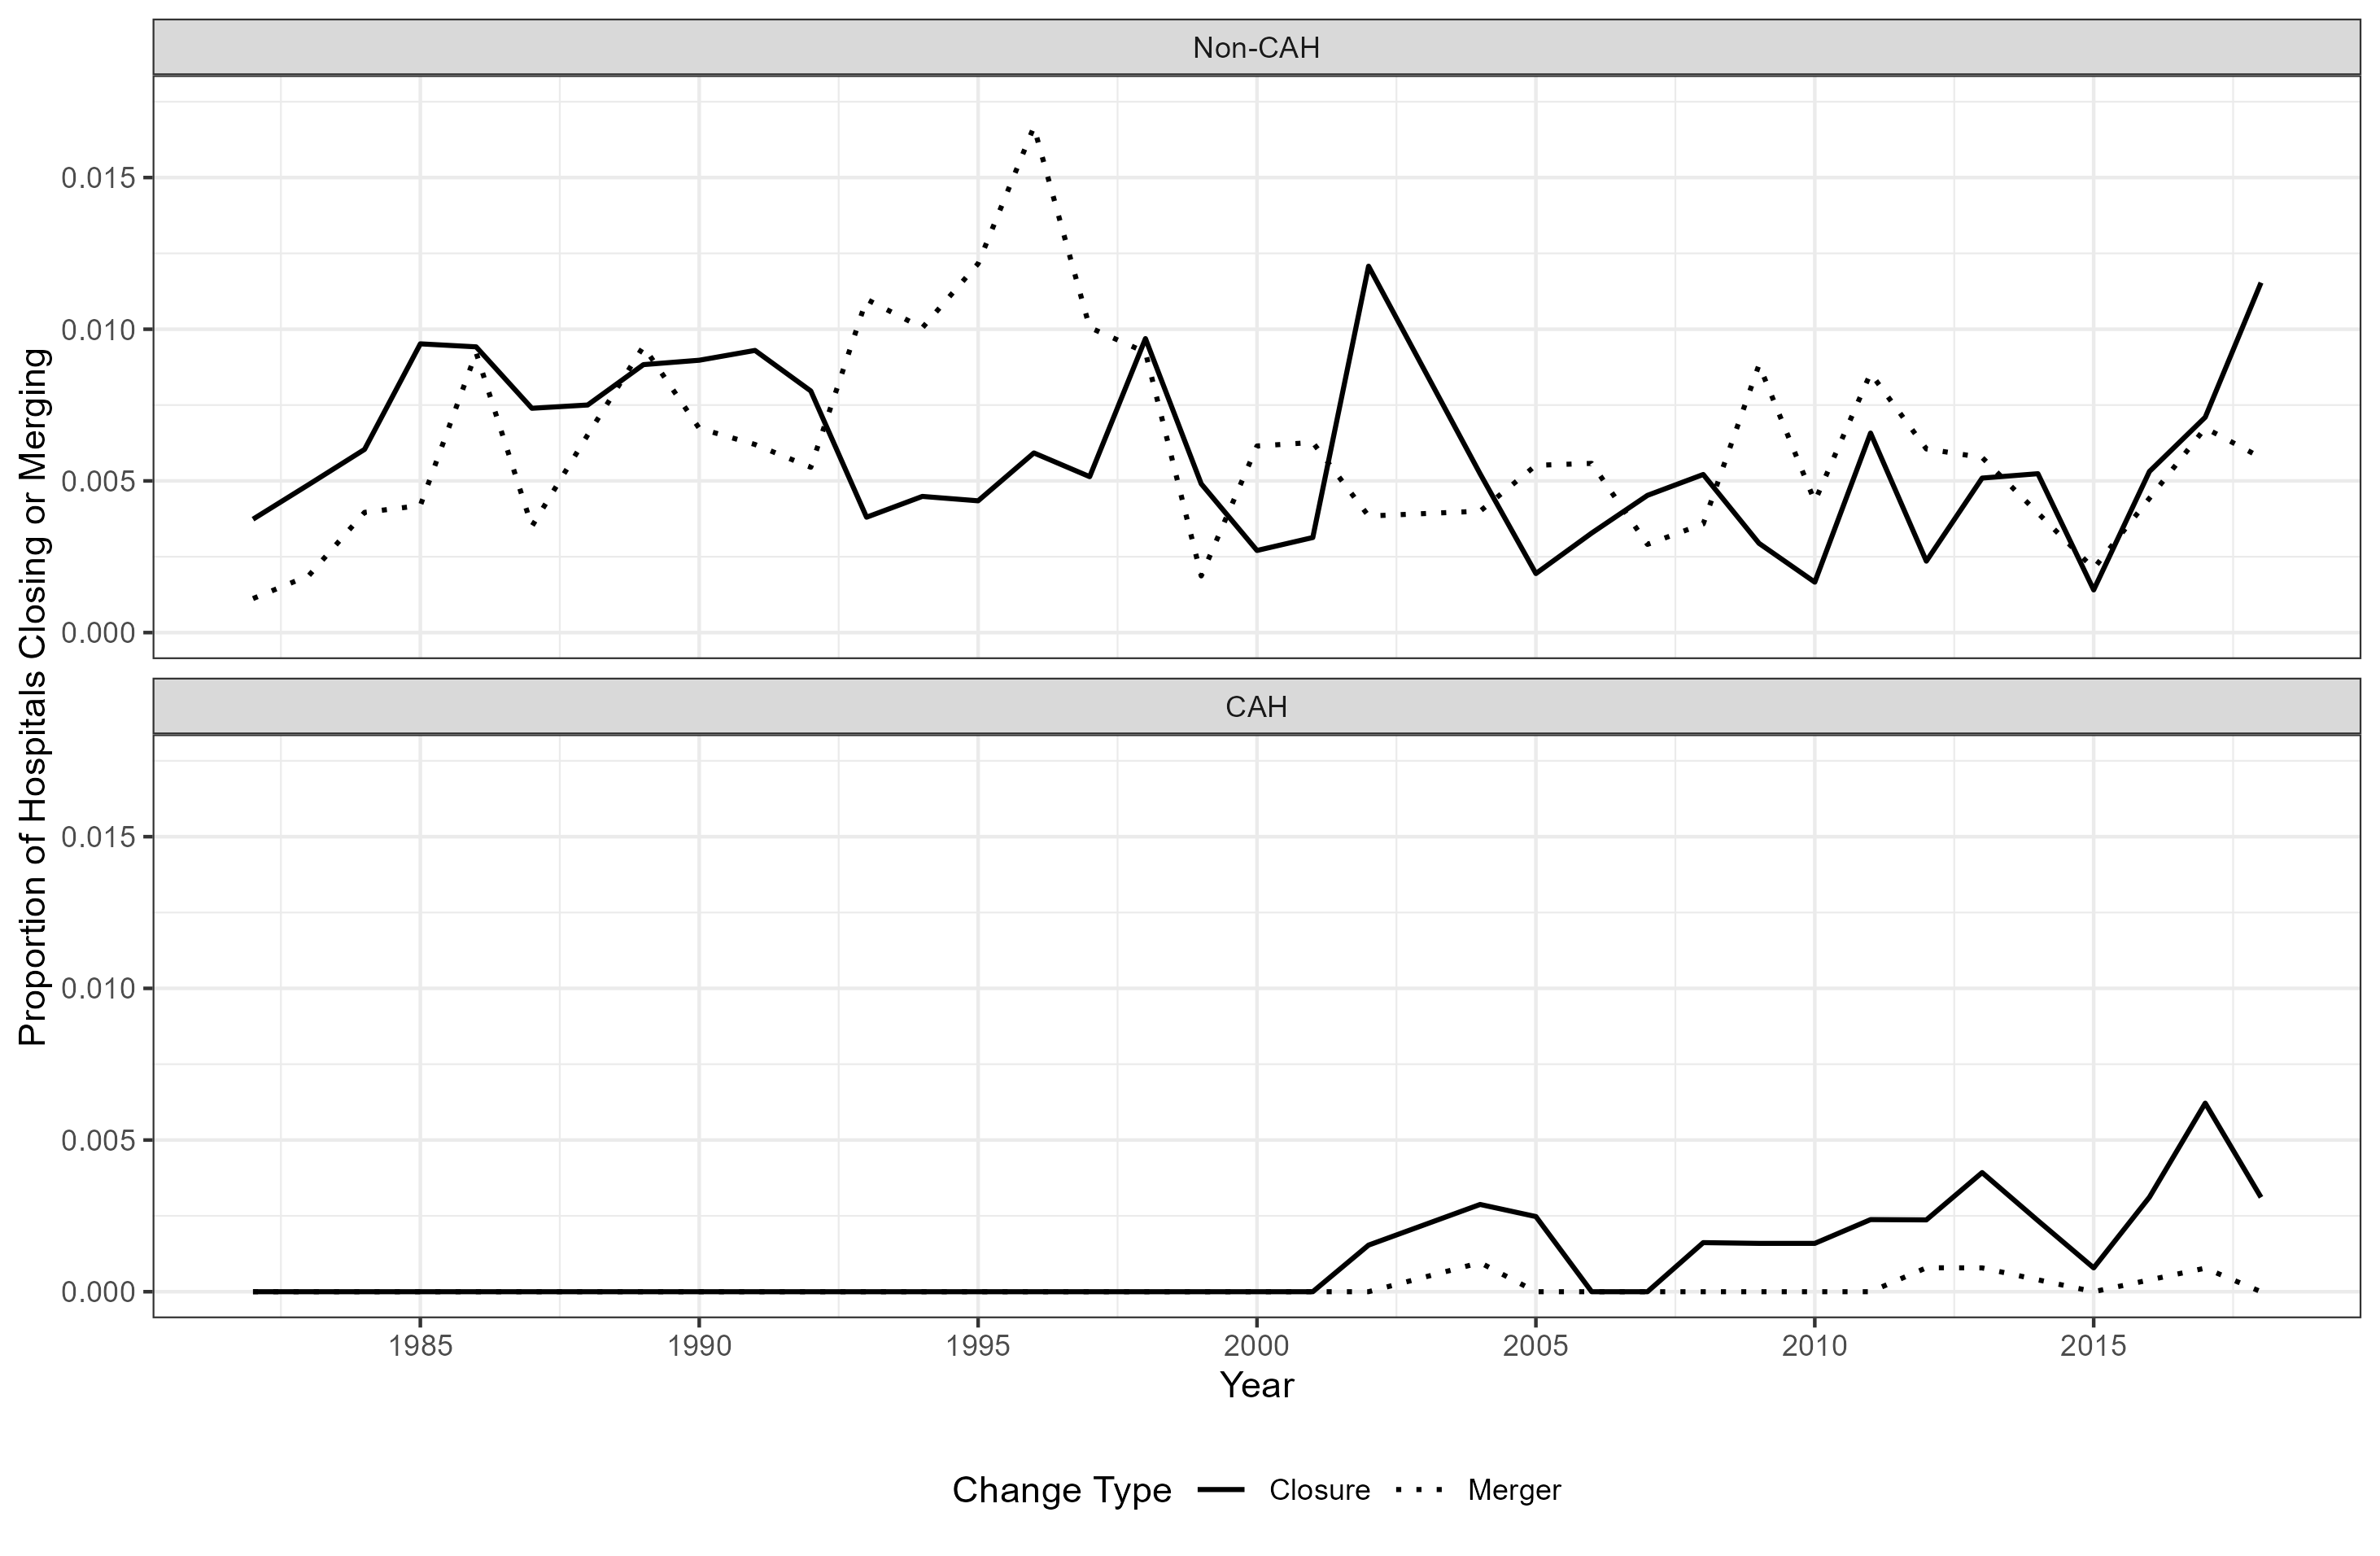 Non-CAH
0.015
0.010
0.005
0.000
CAH
0.015
0.010
0.005
0.000
Proportion of Hospitals Closing or Merging
1985 1990 1995 2000 2005 2010 2015
Year
Change Type Closure Merger